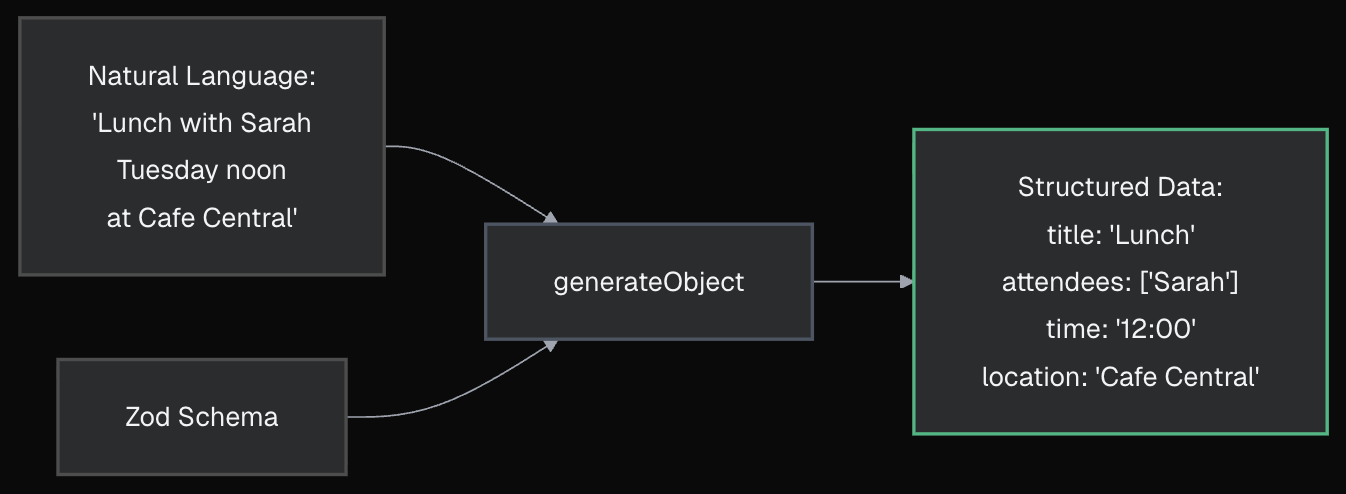 Natural Language:
'Lunch with Sarah
Tuesday noon
at Cafe Central'
Zod Schema
generateObject
Structured Data:
title: 'Lunch'
attendees: ['Sarah']
time: '12:00'
location: 'Cafe Central'